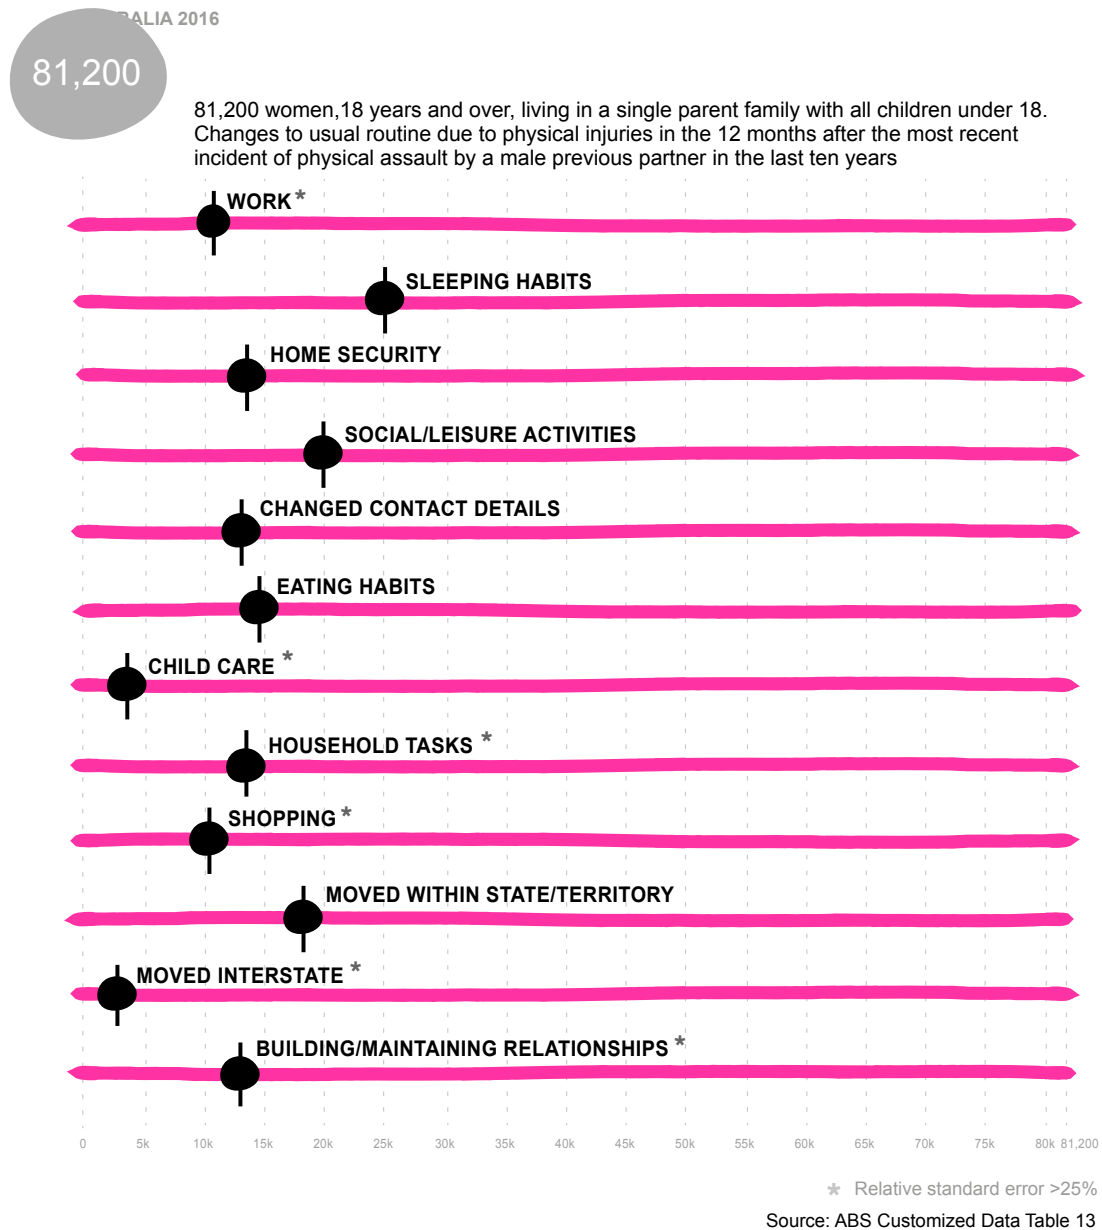 ALIA 2016
81,200
81,200 women,18 years and over, living in a single parent family with all children under 18.
Changes to usual routine due to physical injuries in the 12 months after the most recent
incident of physical assault by a male previous partner in the last ten years
WORK *
SLEEPING HABITS
HOME SECURITY
SOCIAL/LEISURE ACTIVITIES
CHANGED CONTACT DETAILS
EATING HABITS
CHILD CARE *
HOUSEHOLD TASKS *
SHOPPING *
MOVED WITHIN STATE/TERRITORY
MOVED INTERSTATE *
BUILDING/MAINTAINING RELATIONSHIPS *
0 5k 10k 15k 20k 25k 30k 35k 40k 45k 50k 55k 60k 65k 70k 75k 80k 81,200
* Relative standard error >25%
Source: ABS Customized Data Table 13